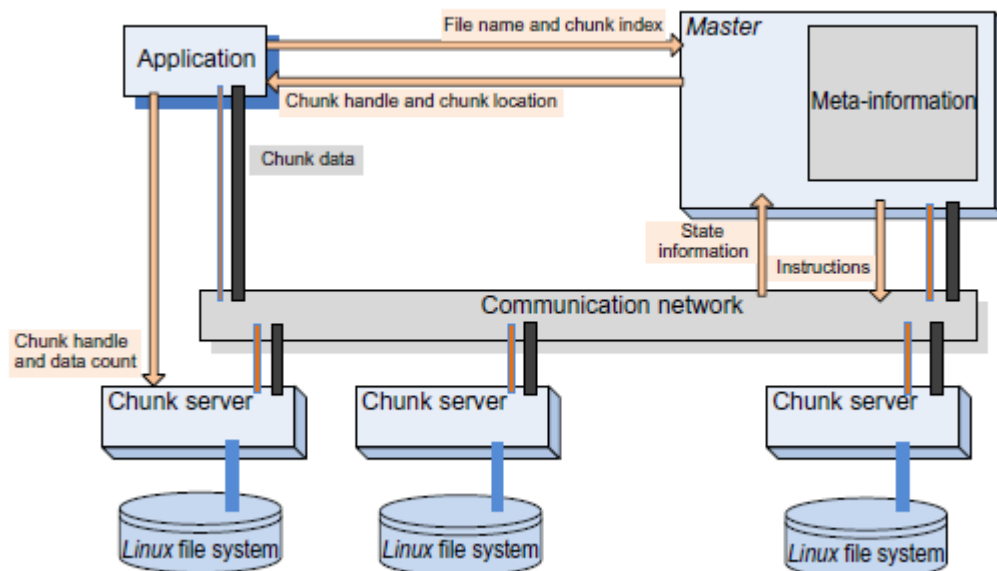 File name and chunk index
Master
Application
Meta-information
Chunk handle and chunk location
Chunk data
State
information
Instructions
Communication network
Chunk handle
and data count
Chunk server
Chunk server
Chunk server
Linux file system
Linux file system
Linux file system